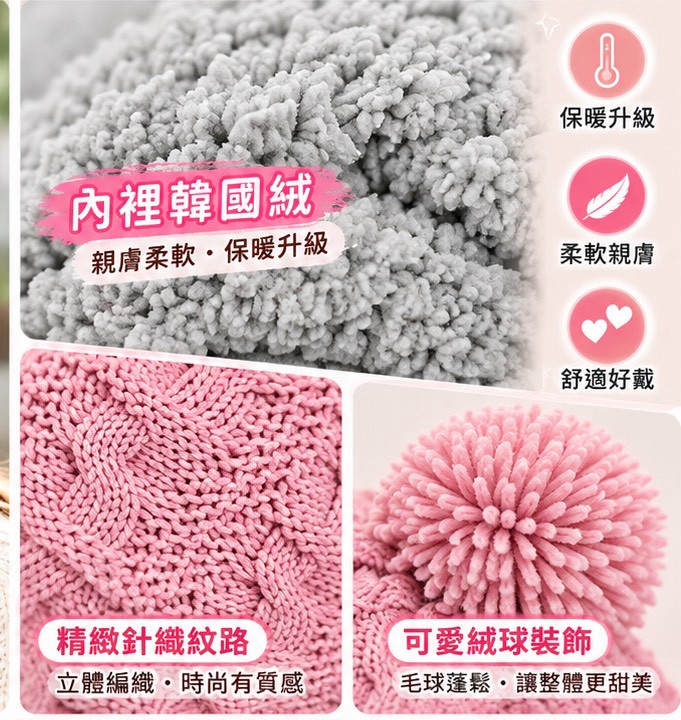 內裡韓國絨
親膚柔軟・保暖升級
保暖升級
柔軟親膚
舒適好戴
精緻針織紋路
立體編織・時尚有質感
可愛絨球裝飾
毛球蓬鬆・讓整體更甜美